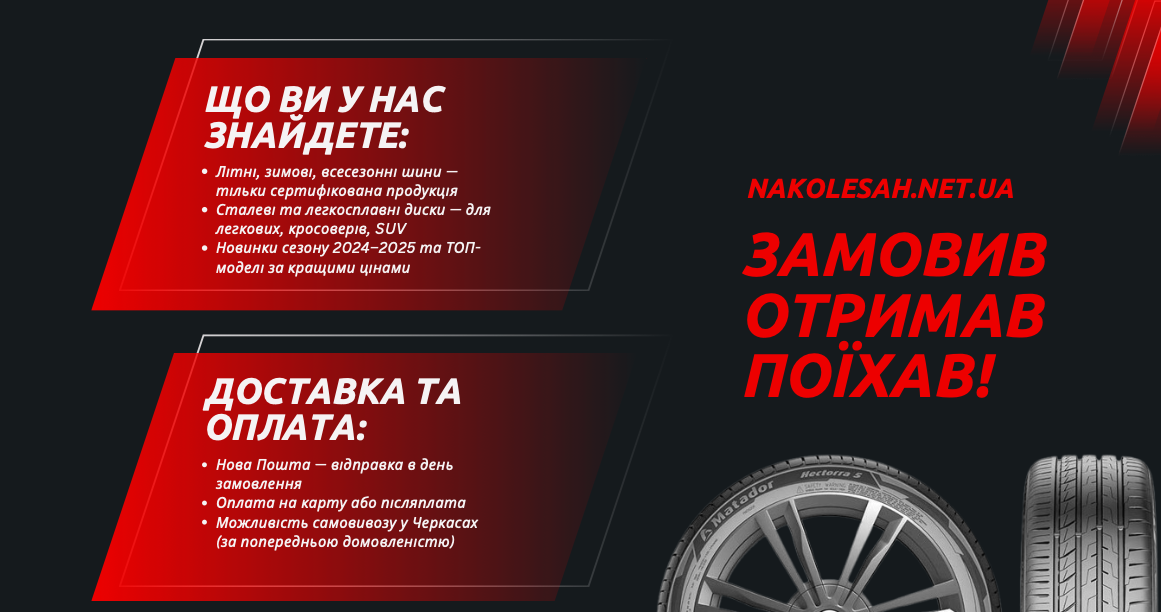 ЩО ВИ У НАС
ЗНАЙДЕТЕ:
• Літні, зимові, всесезонні шини —
тільки сертифікована продукція
• Сталеві та легкосплавні диски — для
легкових, кросоверів, SUV
• Новинки сезону 2024–2025 та ТОП-
моделі за кращими цінами
ДОСТАВКА ТА
ОПЛАТА:
• Нова Пошта — відправка в день
замовлення
• Оплата на карту або післяплата
• Можливість самовивозу у Черкасах
(за попередньою домовленістю)
NAKOLESAH.NET.UA
ЗАМОВИВ
ОТРИМАВ
ПОЇХАВ!
Matador
Hectorra 5